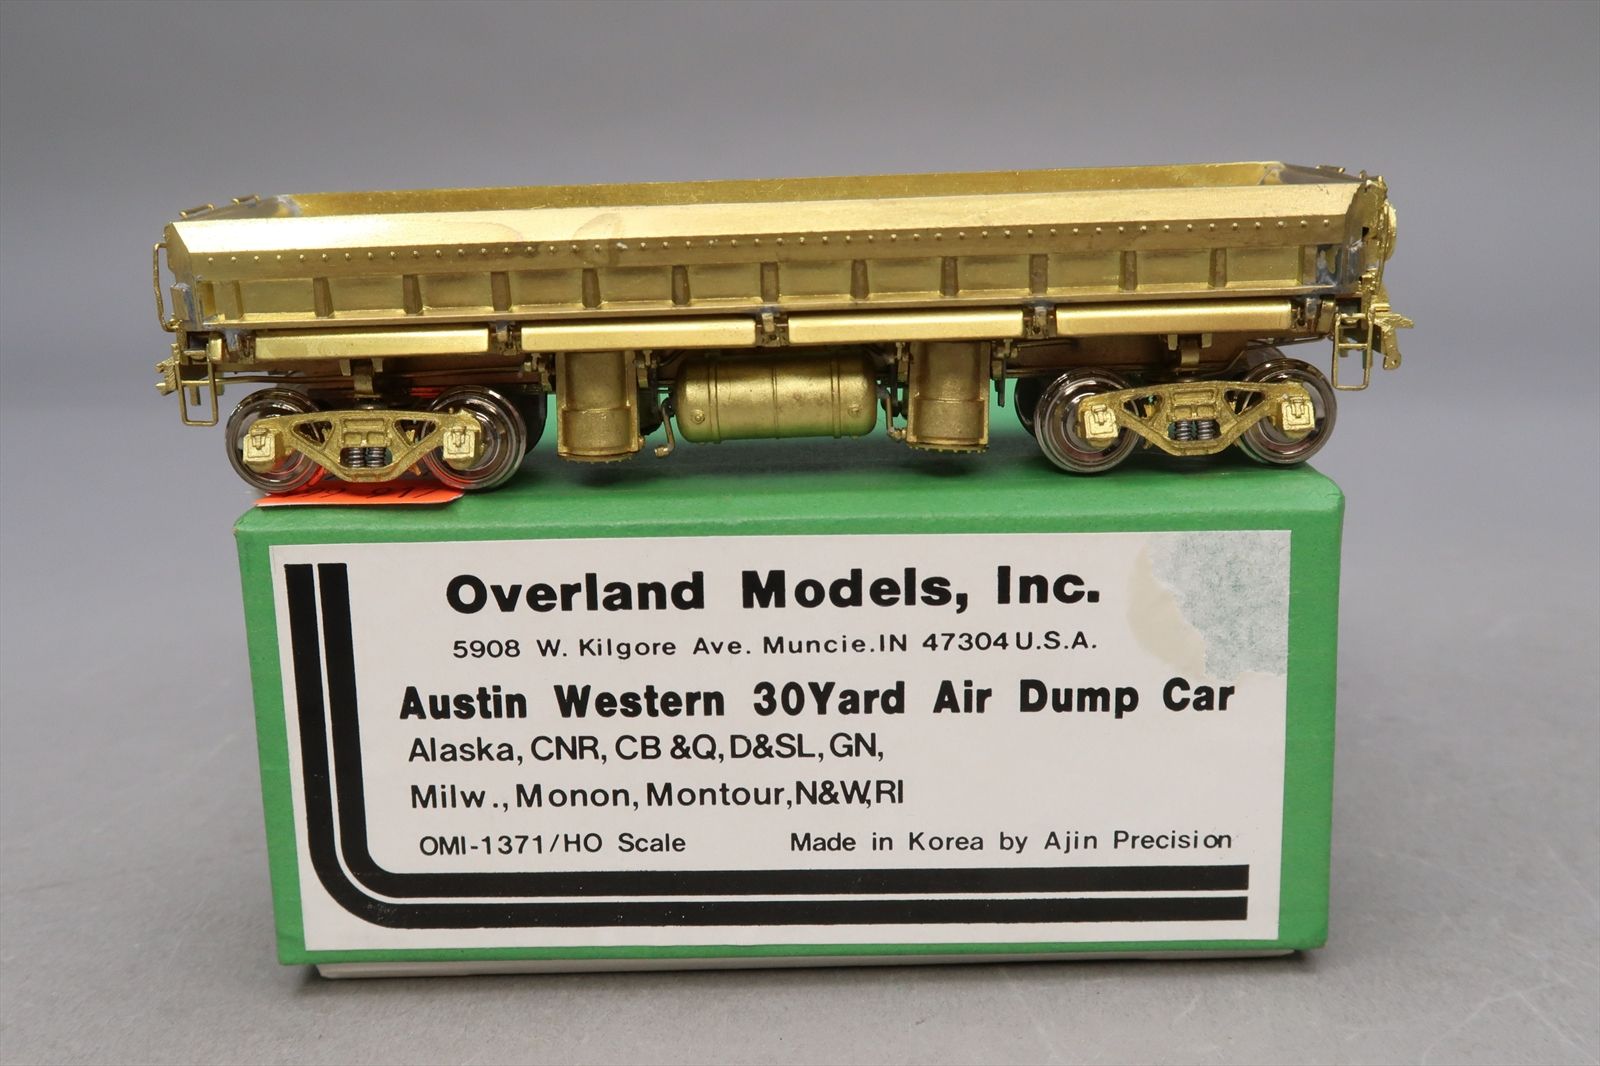 Overland Models, Inc.
5908 W. Kilgore Ave. Muncie.IN 47304 U.S.A.
Austin Western 30Yard Air Dump Car
Alaska, CNR, CB &Q, D&SL, GN,
Milw., Monon, Montour, N&W, RI
OMI-1371/HO Scale Made in Korea by Ajin Precision